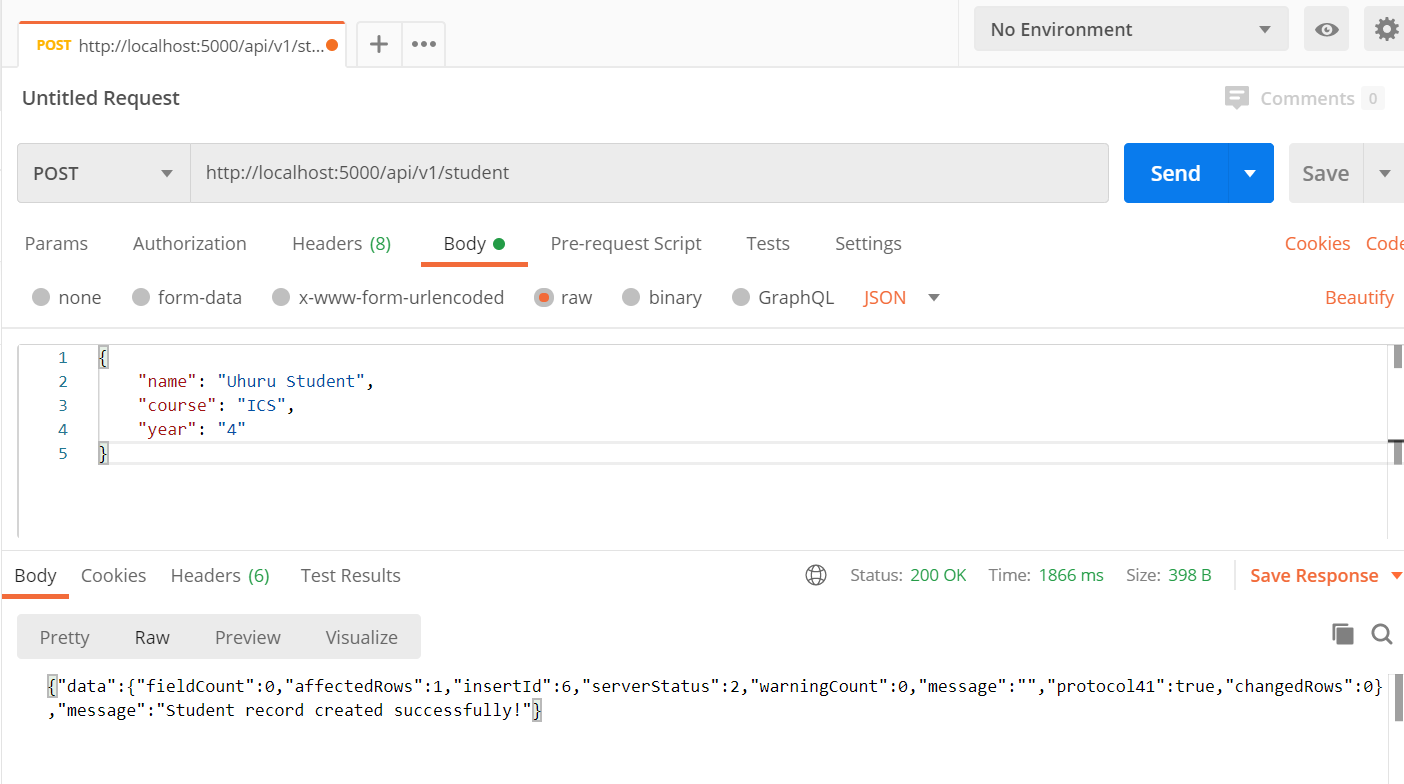 POST http://localhost:5000/api/v1/st...
No Environment
Untitled Request
Comments 0
POST http://localhost:5000/api/v1/student Send Save
Params Authorization Headers (8) Body Pre-request Script Tests Settings Cookies Code
none form-data x-www-form-urlencoded raw binary GraphQL JSON Beautify
1 {
2 "name": "Uhuru Student",
3 "course": "ICS",
4 "year": "4"
5 }
Body Cookies Headers (6) Test Results Status: 200 OK Time: 1866 ms Size: 398 B Save Response
Pretty Raw Preview Visualize
{"data":{"fieldCount":0,"affectedRows":1,"insertId":6,"serverStatus":2,"warningCount":0,"message":"","protocol41":true,"changedRows":0}
,"message":"Student record created successfully!"}